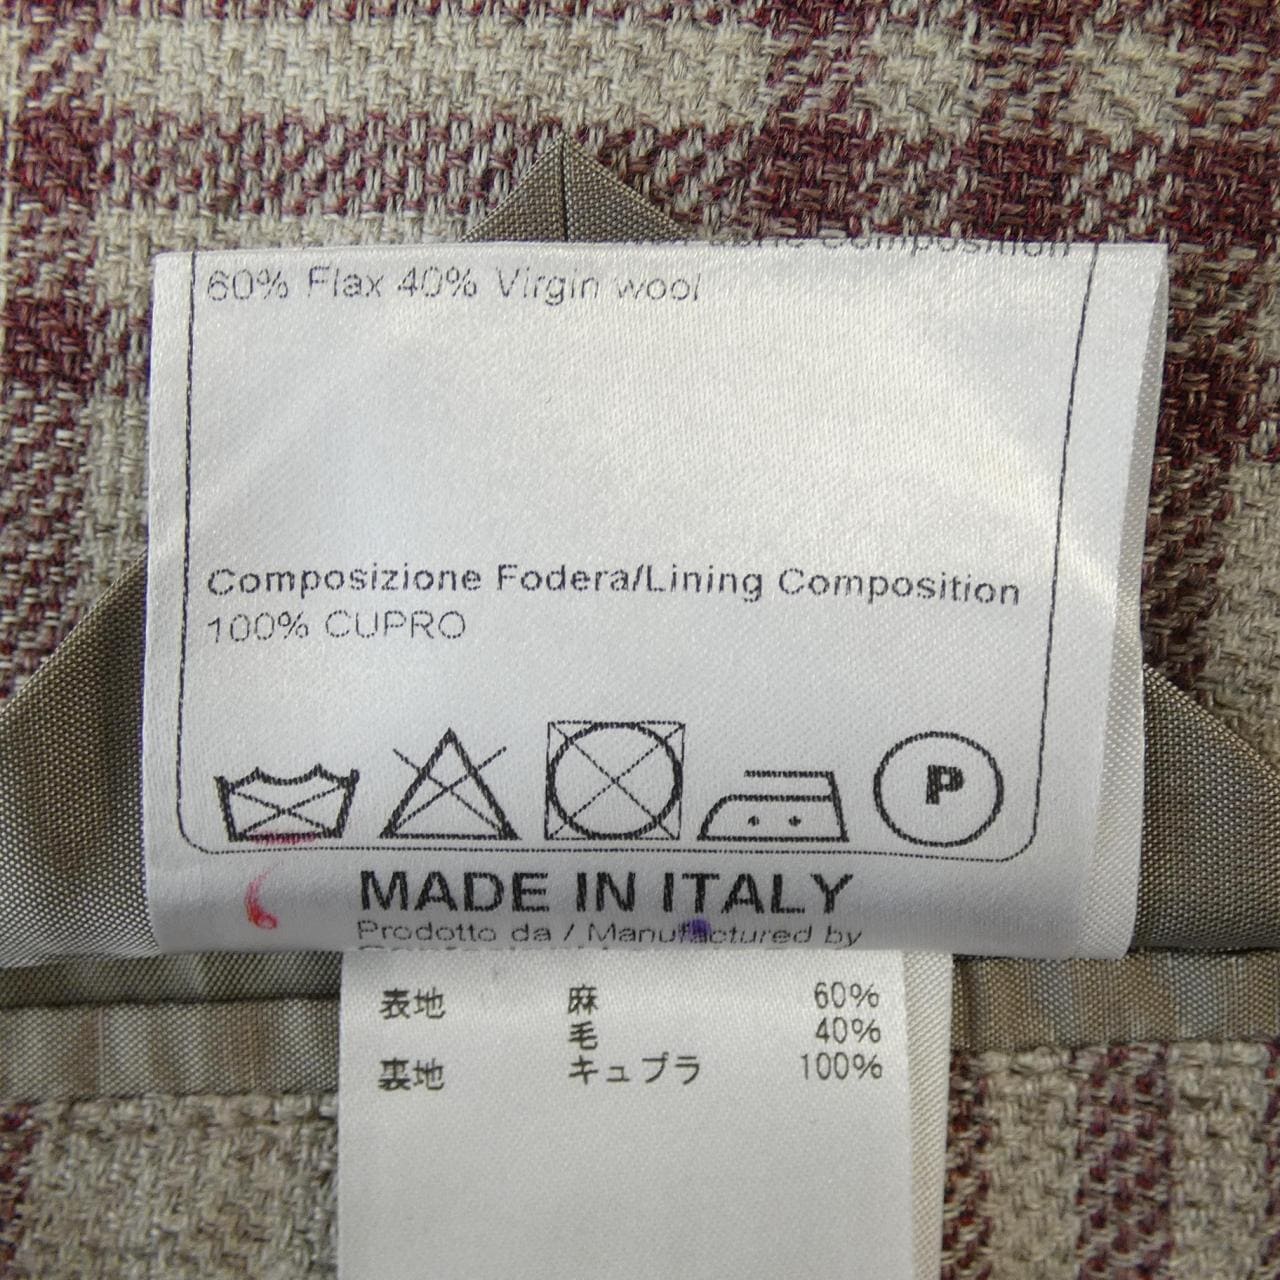 Composition
60% Flax 40% Virgin wool
Composizione Fodera/Lining Composition
100% CUPRO
P
MADE IN ITALY
Prodotto da / Manufactured by
表地 麻 60%
毛 40%
裏地 キュプラ 100%